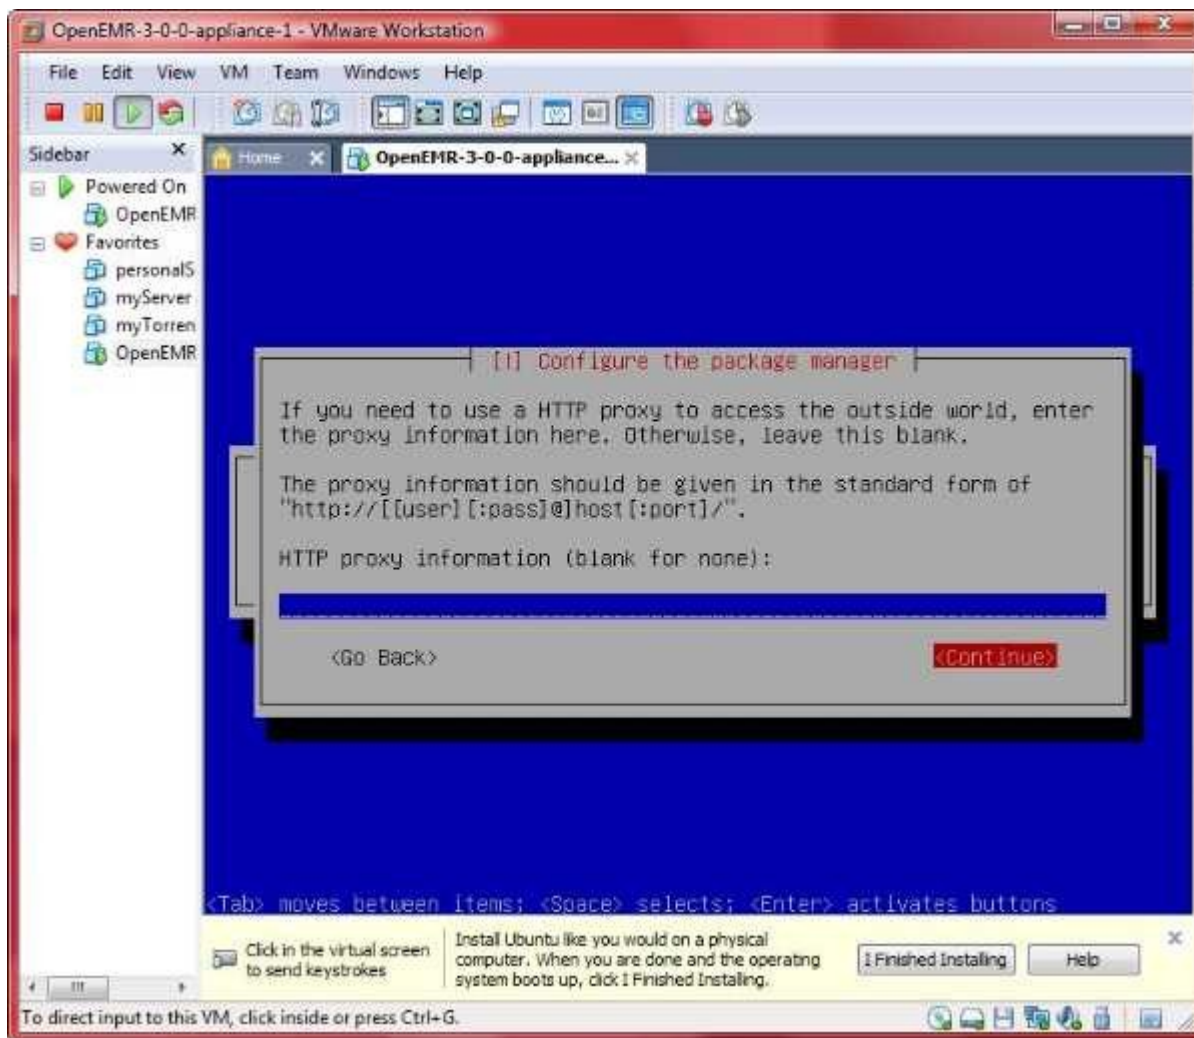 OpenEMR-3-0-0-appliance-1 - VMware Workstation
File Edit View VM Team Windows Help
Sidebar
Home
OpenEMR-3-0-0-appliance...
Powered On
OpenEMR
Favorites
personalS
myServer
myTorren
OpenEMR
[!] Configure the package manager
If you need to use a HTTP proxy to access the outside world, enter
the proxy information here. Otherwise, leave this blank.
The proxy information should be given in the standard form of
"http://[[user][:pass]@]host[:port]/".
HTTP proxy information (blank for none):
<Go Back>
<Continue>
<Tab> moves between items; <Space> selects; <Enter> activates buttons
Click in the virtual screen
to send keystrokes
Install Ubuntu like you would on a physical
computer. When you are done and the operating
system boots up, click I Finished Installing.
I Finished Installing
Help
To direct input to this VM, click inside or press Ctrl+G.